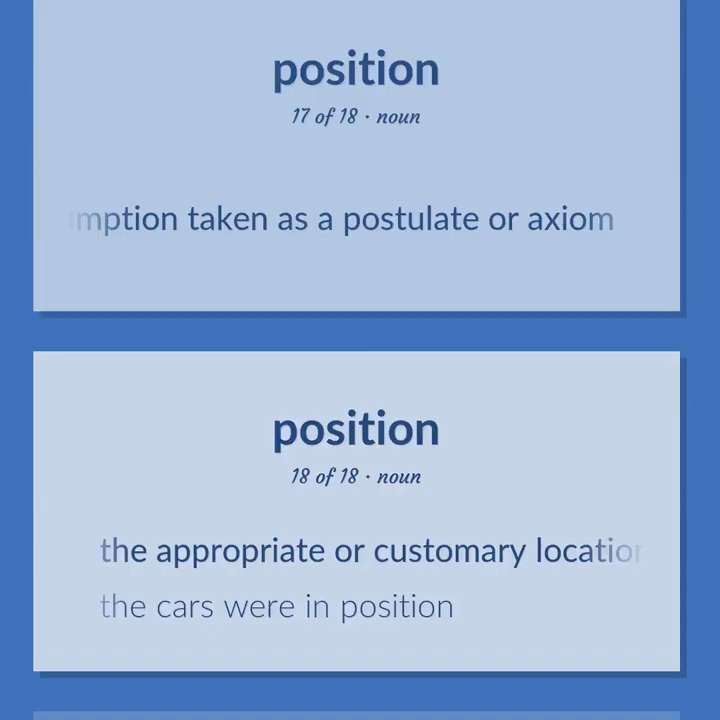 position
17 of 18 · noun
mption taken as a postulate or axiom
position
18 of 18 · noun
the appropriate or customary location
the cars were in position